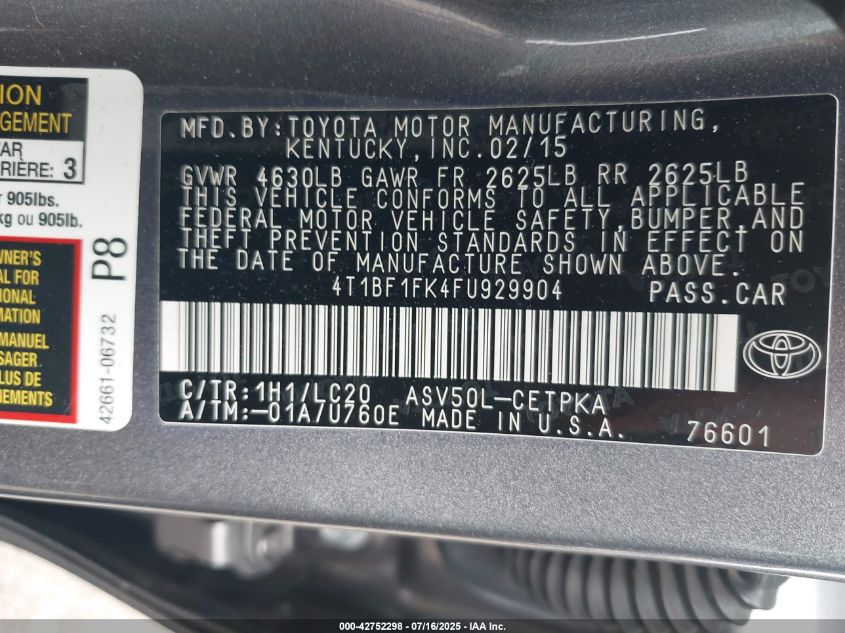 ION
AGEMENT
AR
RIÈRE: 3
r 905lbs.
kg ou 905lb.
WNER'S
AL FOR
IONAL
MATION
MANUEL
SAGER
LUS DE
NEMENTS
P8
42661-06732
MFD.BY:TOYOTA MOTOR MANUFACTURING,
KENTUCKY,INC.02/15
GVWR 4630LB GAWR FR 2625LB RR 2625LB
THIS VEHICLE CONFORMS TO ALL APPLICABLE
FEDERAL MOTOR VEHICLE SAFETY,BUMPER,AND
THEFT PREVENTION STANDARDS IN EFFECT ON
THE DATE OF MANUFACTURE SHOWN ABOVE.
4T1BF1FK4FU929904 PASS.CAR
C/TR:1H1/LC20 ASV50L-CETPKA
A/TM:-01A/U760E MADE IN U.S.A. 76601
000-42752298 - 07/16/2025 - IAA Inc.